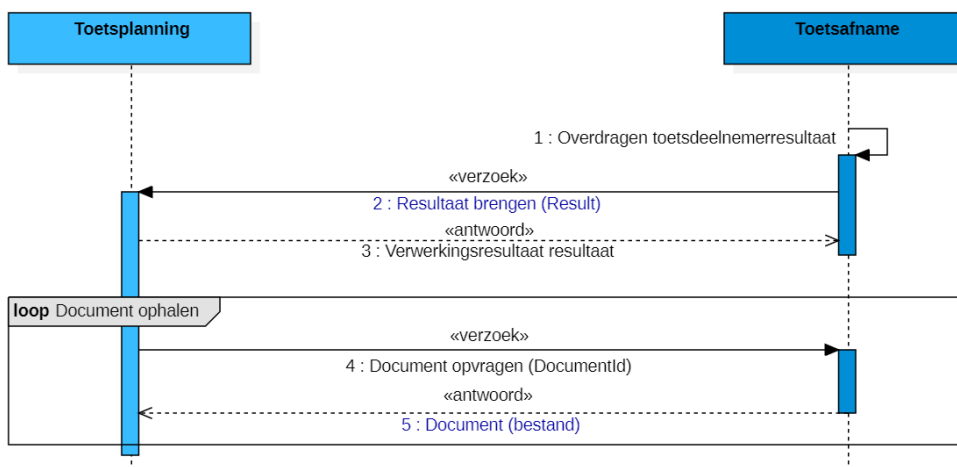 Toetsplanning
Toetsafname
1 : Overdragen toetsdeelnemerresultaat
«verzoek»
2 : Resultaat brengen (Result)
«antwoord»
3 : Verwerkingsresultaat resultaat
loop Document ophalen
«verzoek»
4 : Document opvragen (DocumentId)
«antwoord»
5 : Document (bestand)